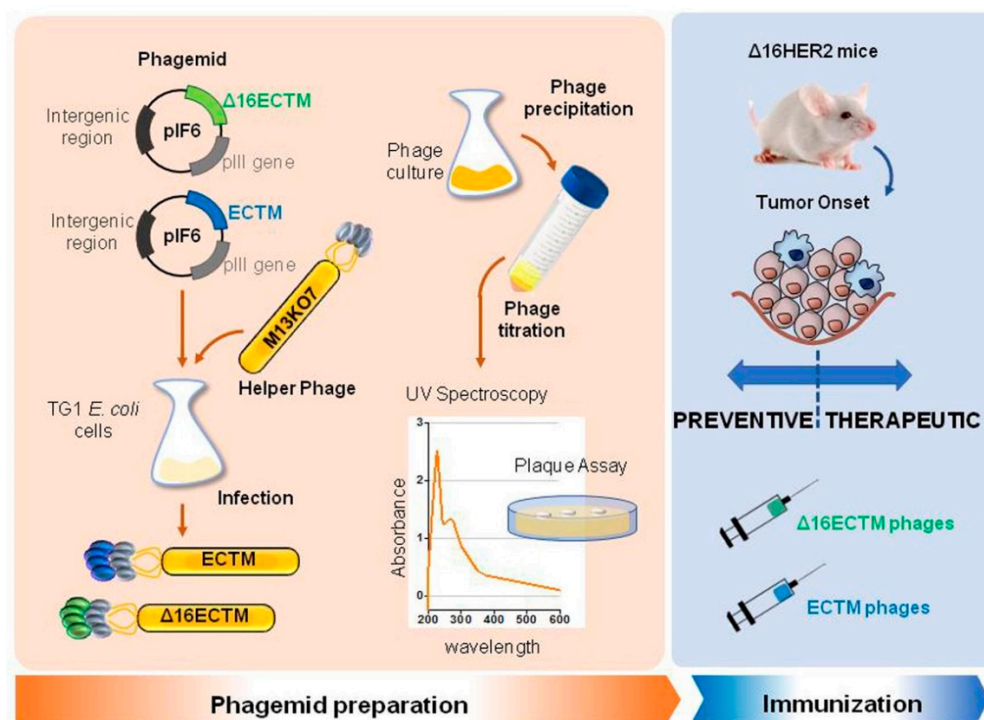 Phagemid
Δ16ECTM
Intergenic
region
pIF6
pIII gene
ECTM
Intergenic
region
pIF6
pIII gene
M13KO7
Helper Phage
TG1 E. coli
cells
Infection
ECTM
Δ16ECTM
Phage
precipitation
Phage
culture
Phage
titration
UV Spectroscopy
Plaque Assay
Absorbance
3
2
1
0
200 300 400 500 600
wavelength
Δ16HER2 mice
Tumor Onset
PREVENTIVE THERAPEUTIC
Δ16ECTM phages
ECTM phages
Phagemid preparation
Immunization